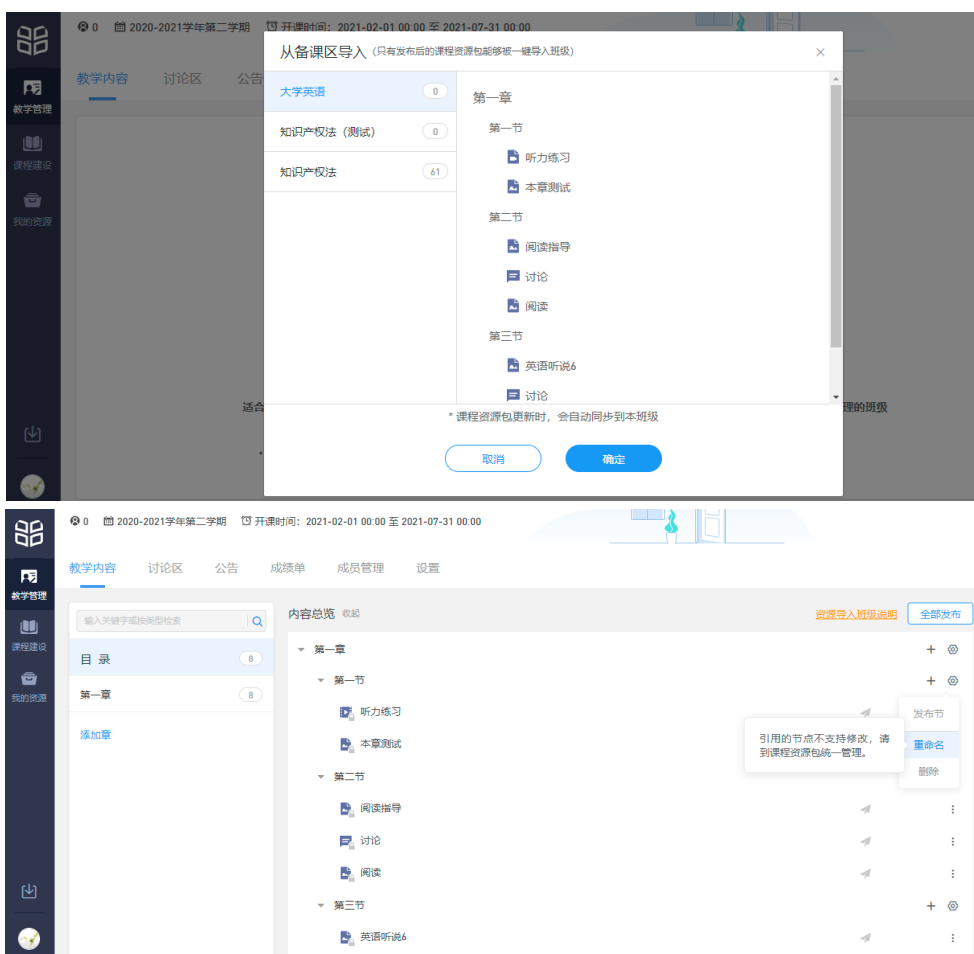 0 2020-2021学年第二学期 开课时间：2021-02-01 00:00 至 2021-07-31 00:00
教学内容 讨论区 公告
教学管理
课程建设
我的资源
从备课区导入（只有发布后的课程资源包能够被一键导入班级） ×
大学英语 0
知识产权法（测试） 0
知识产权法 61
第一章
第一节
听力练习
本章测试
第二节
阅读指导
讨论
阅读
第三节
英语听说6
讨论
适合
理的班级
* 课程资源包更新时，会自动同步到本班级
取消 确定
0 2020-2021学年第二学期 开课时间：2021-02-01 00:00 至 2021-07-31 00:00
教学内容 讨论区 公告 成绩单 成员管理 设置
教学管理
课程建设
我的资源
输入关键字或按类型检索
目 录 8
第一章 8
添加章
内容总览 收起 资源导入班级说明 全部发布
第一章
第一节
听力练习
本章测试
第二节
阅读指导
讨论
阅读
第三节
英语听说6
发布节
重命名
删除
引用的节点不支持修改，请
到课程资源包统一管理。